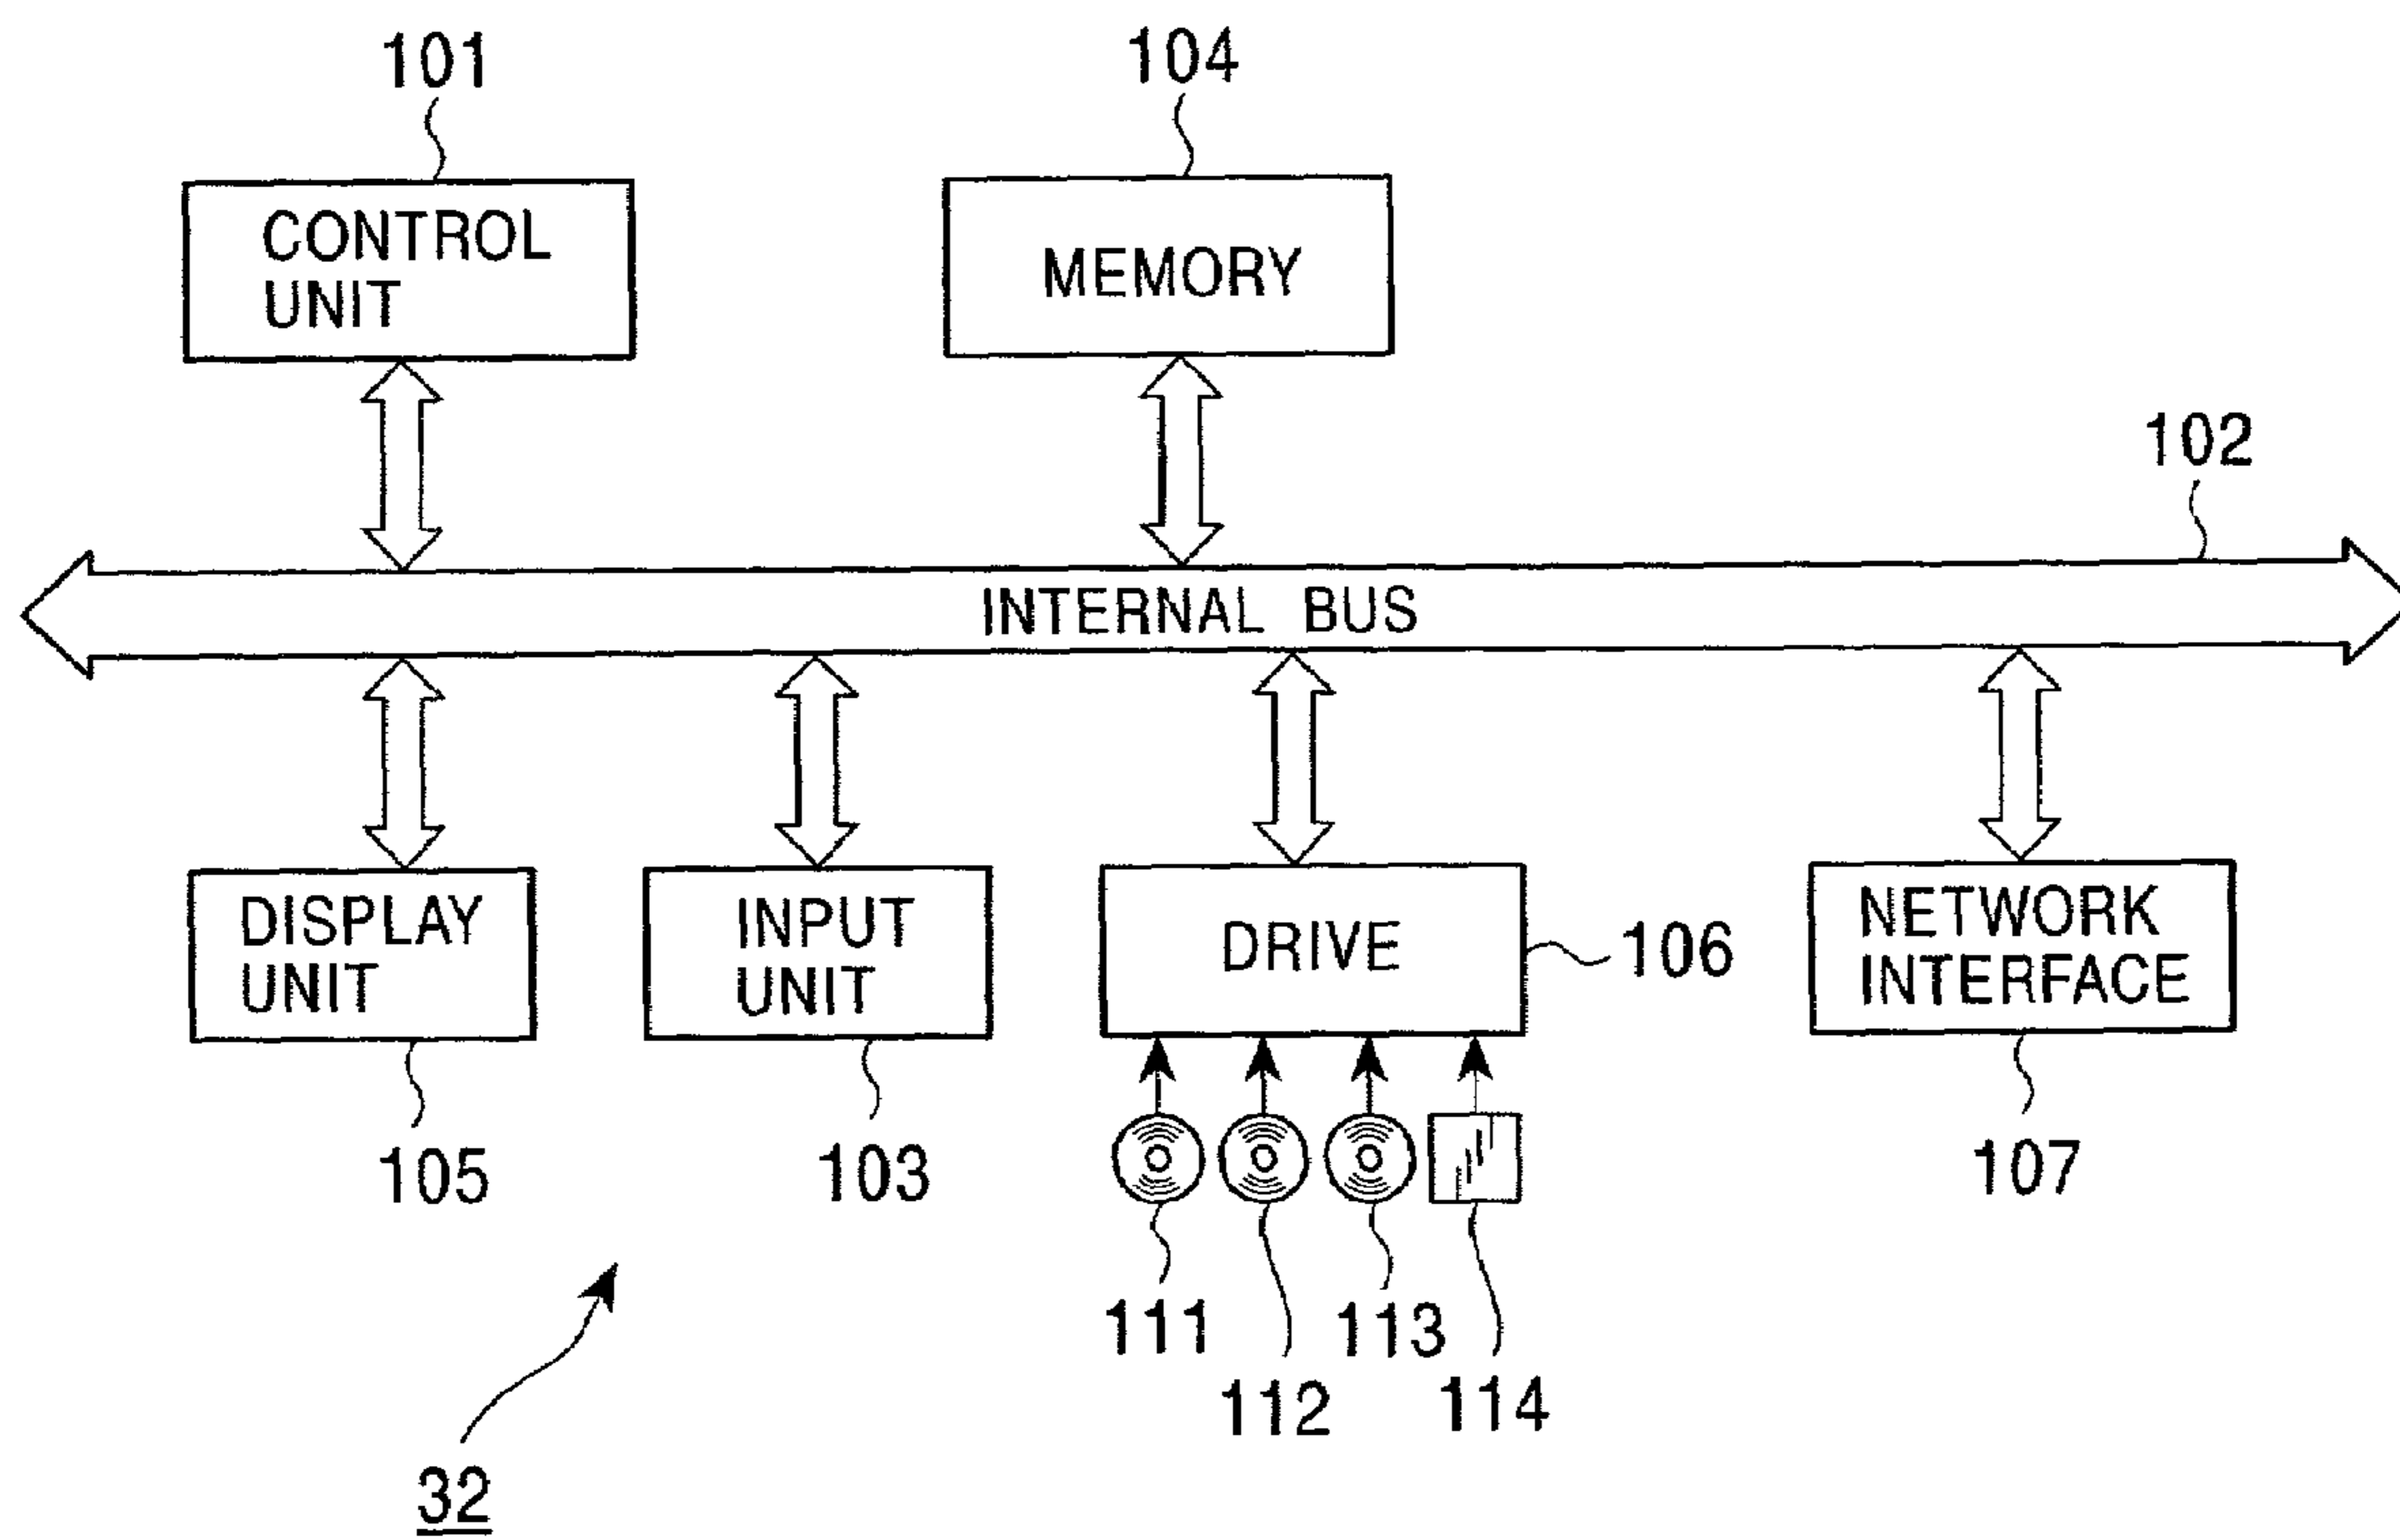 101
104
CONTROL
UNIT
MEMORY
102
INTERNAL BUS
DISPLAY
UNIT
INPUT
UNIT
DRIVE
106
NETWORK
INTERFACE
105
103
107
111
113
112
114
32